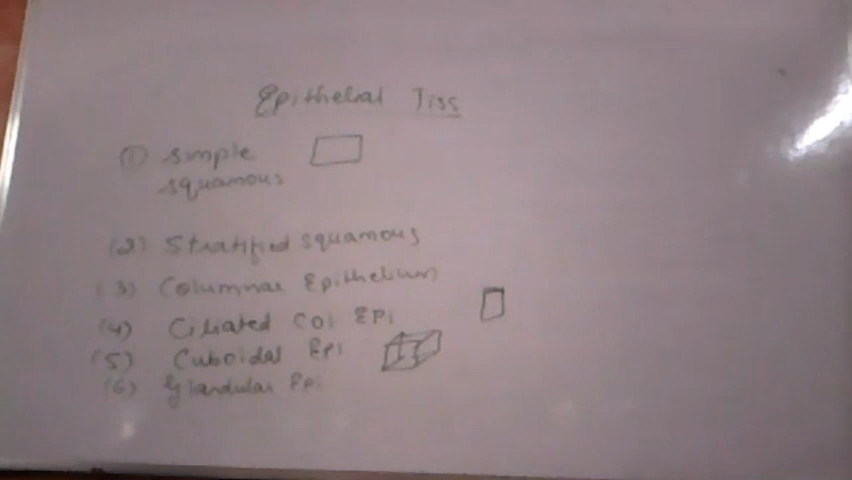 Epithelial Tiss
(1) Simple
squamous
(2) Stratified squamous
(3) Columnar Epithelium
(4) Ciliated Col Epi
(5) Cuboidal Epi
(6) Glandular Epi